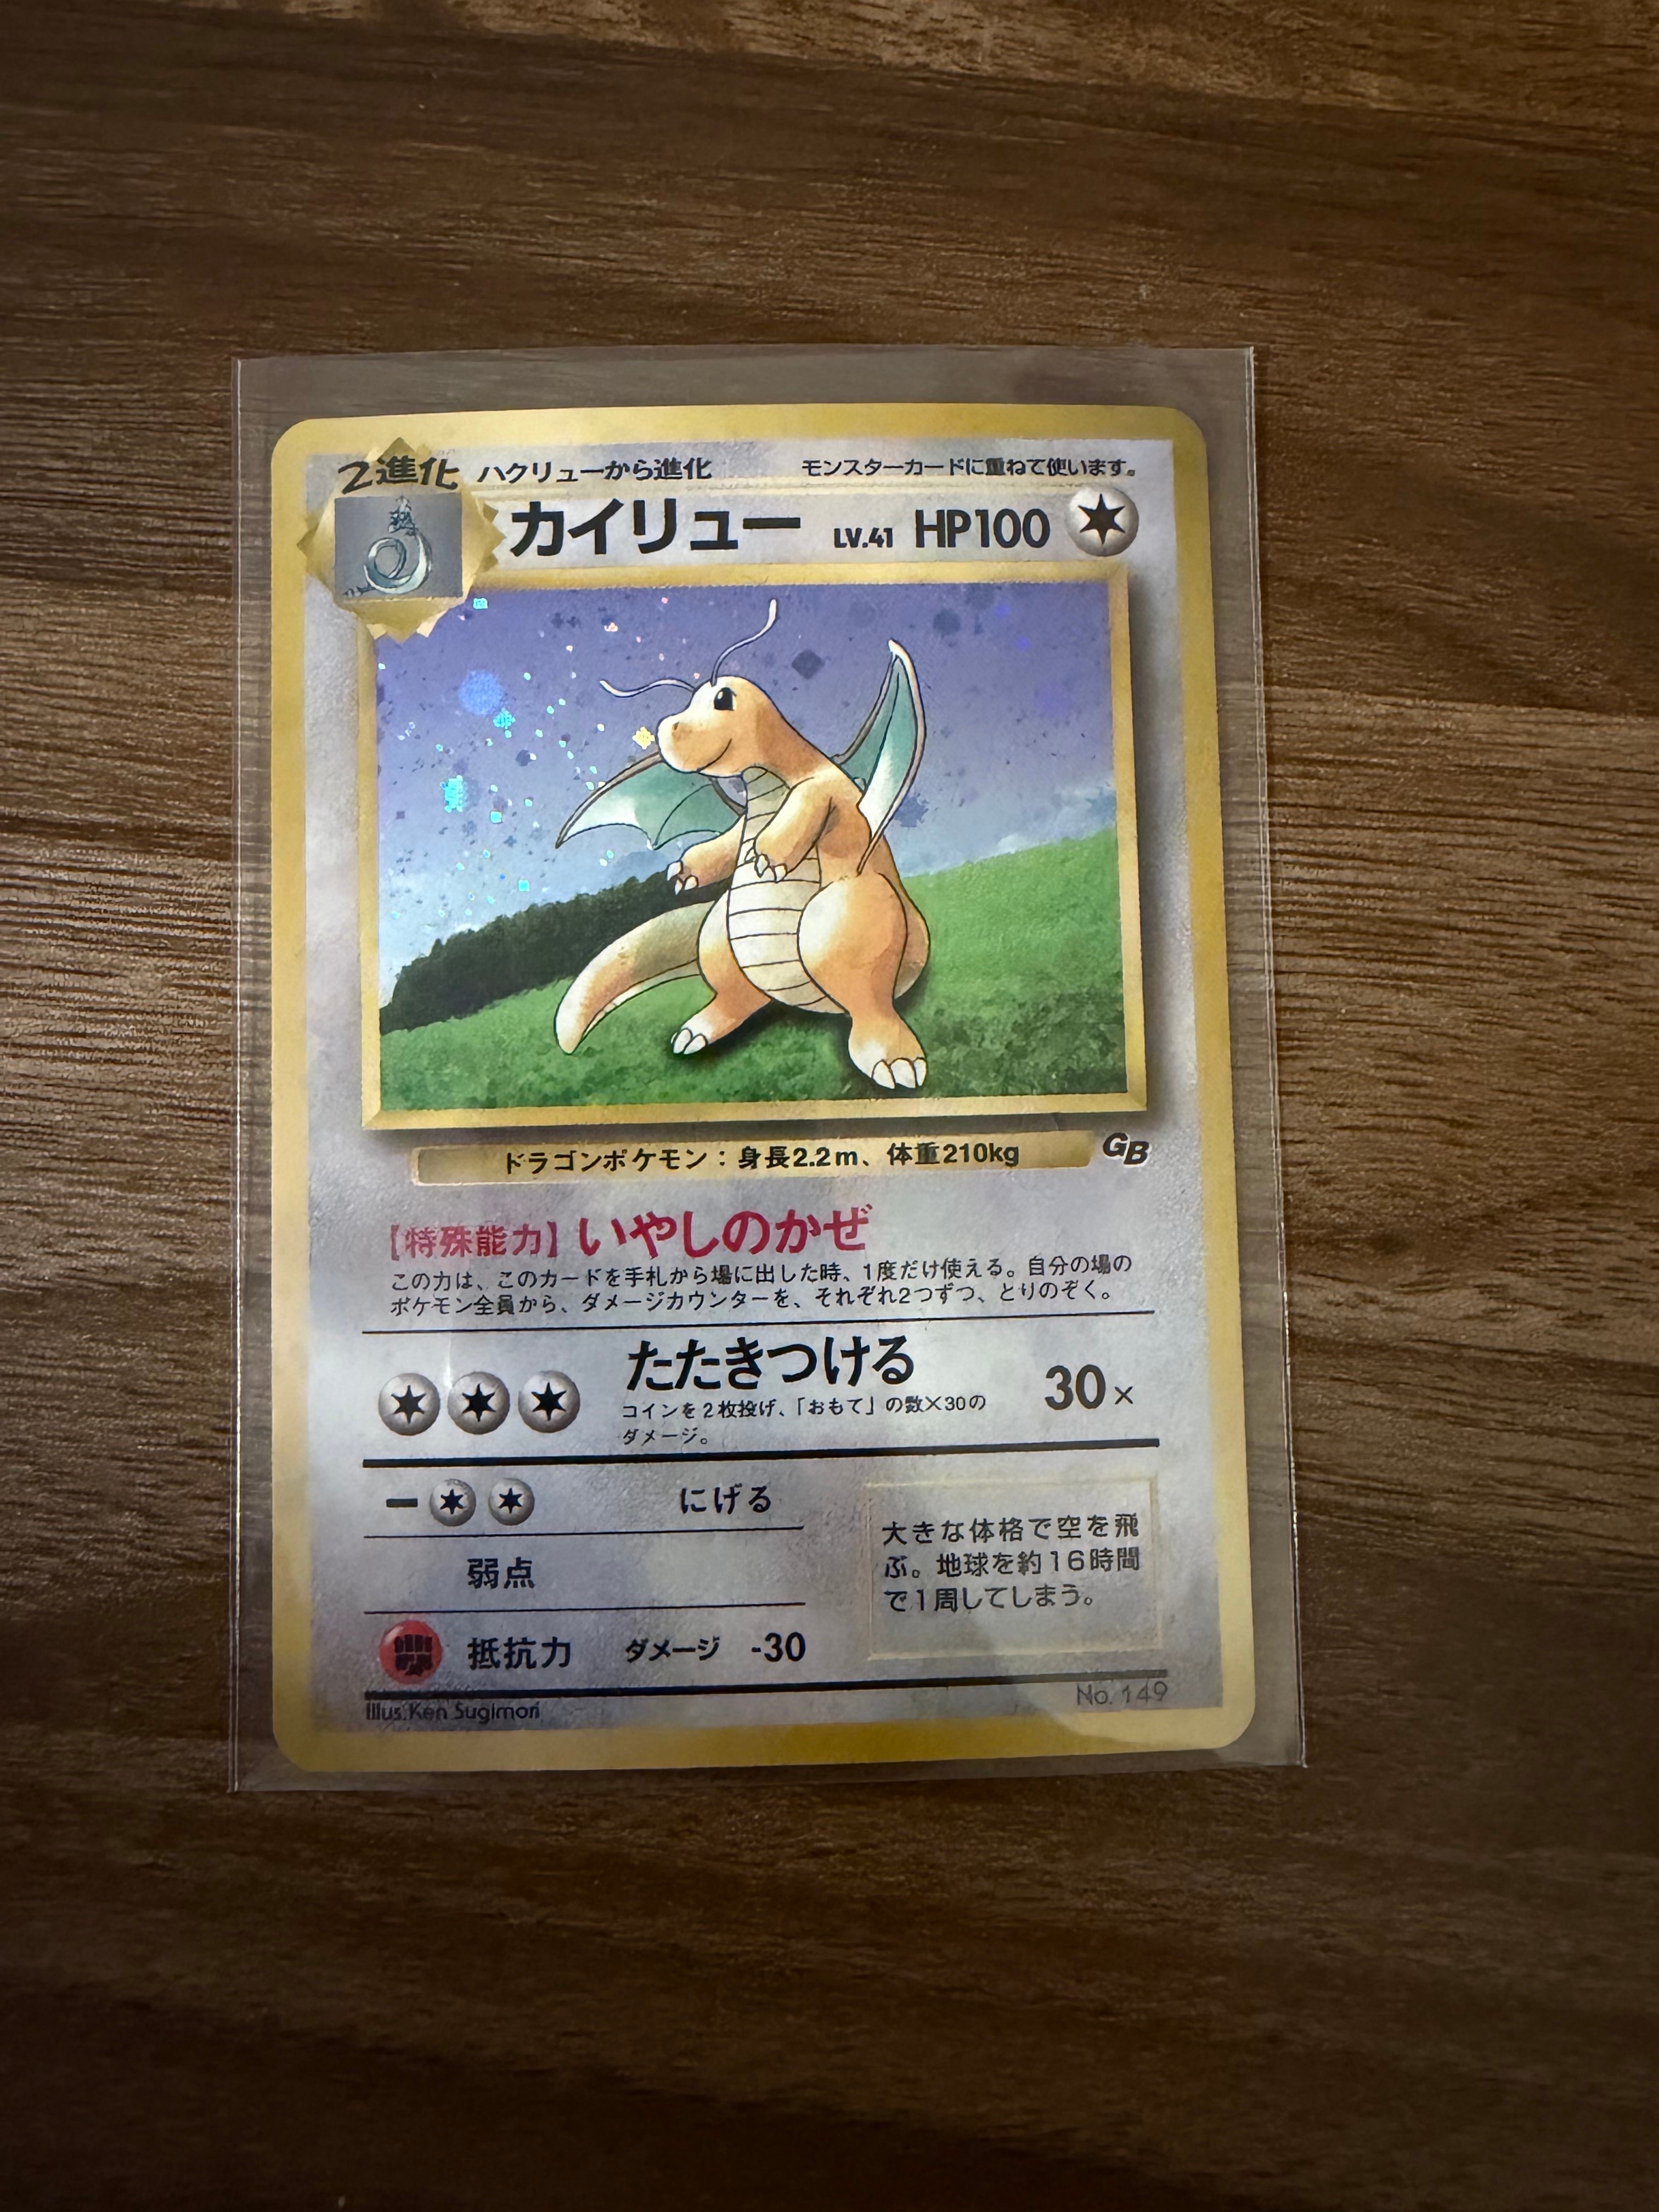 2進化 ハクリューから進化 モンスターカードに重ねて使います。
カイリュー LV.41 HP100
ドラゴンポケモン：身長2.2m、体重210kg
GB
【特殊能力】いやしのかぜ
この力は、このカードを手札から場に出した時、1度だけ使える。自分の場の
ポケモン全員から、ダメージカウンターを、それぞれ2つずつ、とりのぞく。
たたきつける 30×
コインを2枚投げ、「おもて」の数×30の
ダメージ。
ー にげる
弱点
抵抗力 ダメージ -30
大きな体格で空を飛
ぶ。地球を約16時間
で1周してしまう。
Illus.Ken Sugimori
No. 149